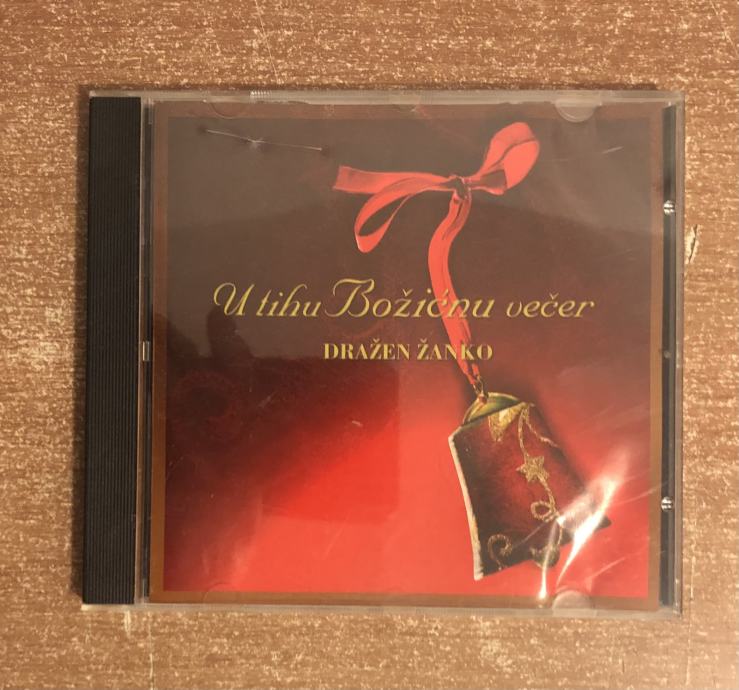 U tihu Božićnu večer
DRAŽEN ŽANKO